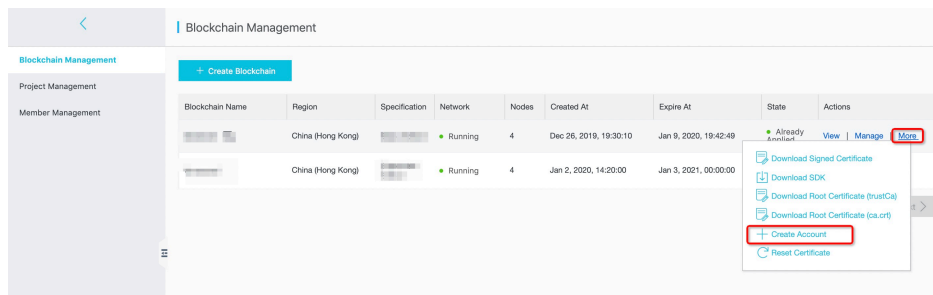 Blockchain Management
Blockchain Management
Project Management
Member Management
+ Create Blockchain
Blockchain Name Region Specification Network Nodes Created At Expire At State Actions
China (Hong Kong) Running 4 Dec 26, 2019, 19:30:10 Jan 9, 2020, 19:42:49 Already Applied View | Manage | More
China (Hong Kong) Running 4 Jan 2, 2020, 14:20:00 Jan 3, 2021, 00:00:00
Download Signed Certificate
Download SDK
Download Root Certificate (trustCa)
Download Root Certificate (ca.crt)
Create Account
Reset Certificate